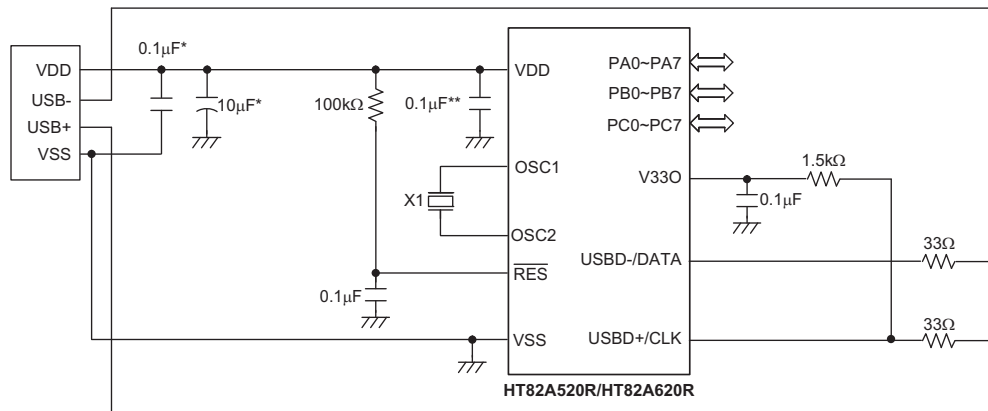 0.1μF*
VDD
USB-
USB+
VSS
10μF*
100kΩ
0.1μF**
X1
0.1μF
VDD
OSC1
OSC2
R̅E̅S̅
VSS
PA0~PA7
PB0~PB7
PC0~PC7
V33O
USBD-/DATA
USBD+/CLK
1.5kΩ
0.1μF
33Ω
33Ω
HT82A520R/HT82A620R